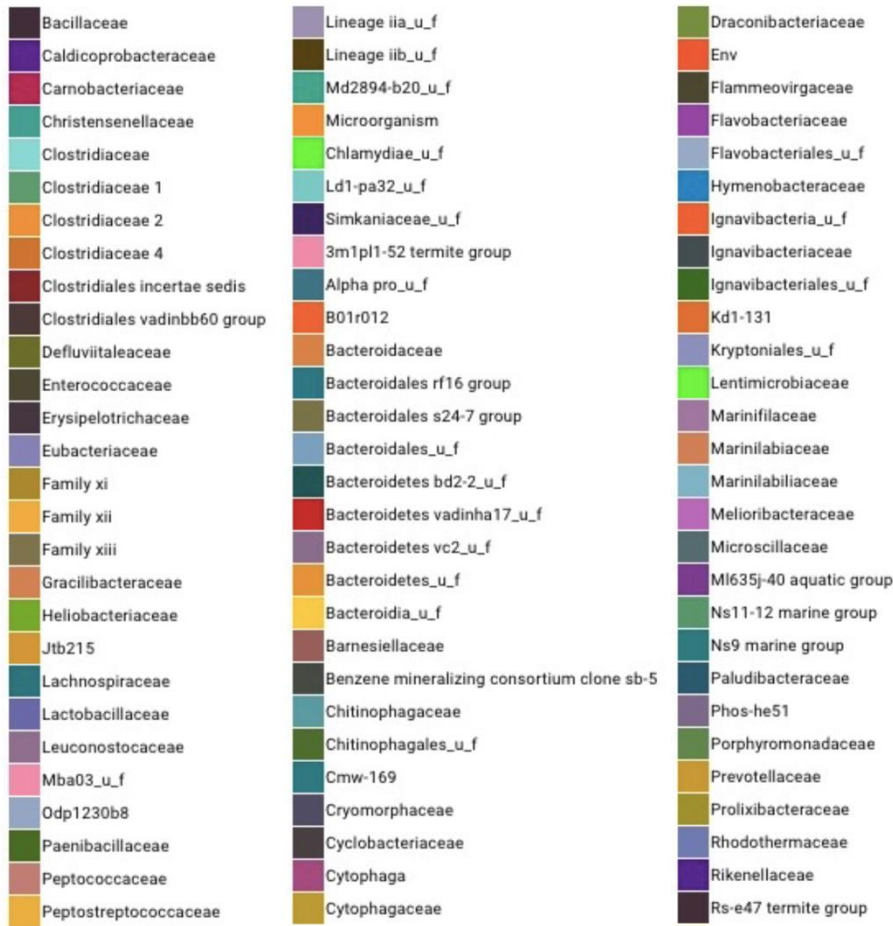 Bacillaceae
Caldicoprobacteraceae
Carnobacteriaceae
Christensenellaceae
Clostridiaceae
Clostridiaceae 1
Clostridiaceae 2
Clostridiaceae 4
Clostridiales incertae sedis
Clostridiales vadinbb60 group
Defluviitaleaceae
Enterococcaceae
Erysipelotrichaceae
Eubacteriaceae
Family xi
Family xii
Family xiii
Gracilibacteraceae
Heliobacteriaceae
Jtb215
Lachnospiraceae
Lactobacillaceae
Leuconostocaceae
Mba03_u_f
Odp1230b8
Paenibacillaceae
Peptococcaceae
Peptostreptococcaceae
Lineage iia_u_f
Lineage iib_u_f
Md2894-b20_u_f
Microorganism
Chlamydiae_u_f
Ld1-pa32_u_f
Simkaniaceae_u_f
3m1pl1-52 termite group
Alpha pro_u_f
B01r012
Bacteroidaceae
Bacteroidales rf16 group
Bacteroidales s24-7 group
Bacteroidales_u_f
Bacteroidetes bd2-2_u_f
Bacteroidetes vadinha17_u_f
Bacteroidetes vc2_u_f
Bacteroidetes_u_f
Bacteroidia_u_f
Barnesiellaceae
Benzene mineralizing consortium clone sb-5
Chitinophagaceae
Chitinophagales_u_f
Cmw-169
Cryomorphaceae
Cyclobacteriaceae
Cytophaga
Cytophagaceae
Draconibacteriaceae
Env
Flammeovirgaceae
Flavobacteriaceae
Flavobacteriales_u_f
Hymenobacteraceae
Ignavibacteria_u_f
Ignavibacteriaceae
Ignavibacteriales_u_f
Kd1-131
Kryptoniales_u_f
Lentimicrobiaceae
Marinifilaceae
Marinilabiaceae
Marinilabiliaceae
Melioribacteraceae
Microscillaceae
Ml635j-40 aquatic group
Ns11-12 marine group
Ns9 marine group
Paludibacteraceae
Phos-he51
Porphyromonadaceae
Prevotellaceae
Prolixibacteraceae
Rhodothermaceae
Rikenellaceae
Rs-e47 termite group